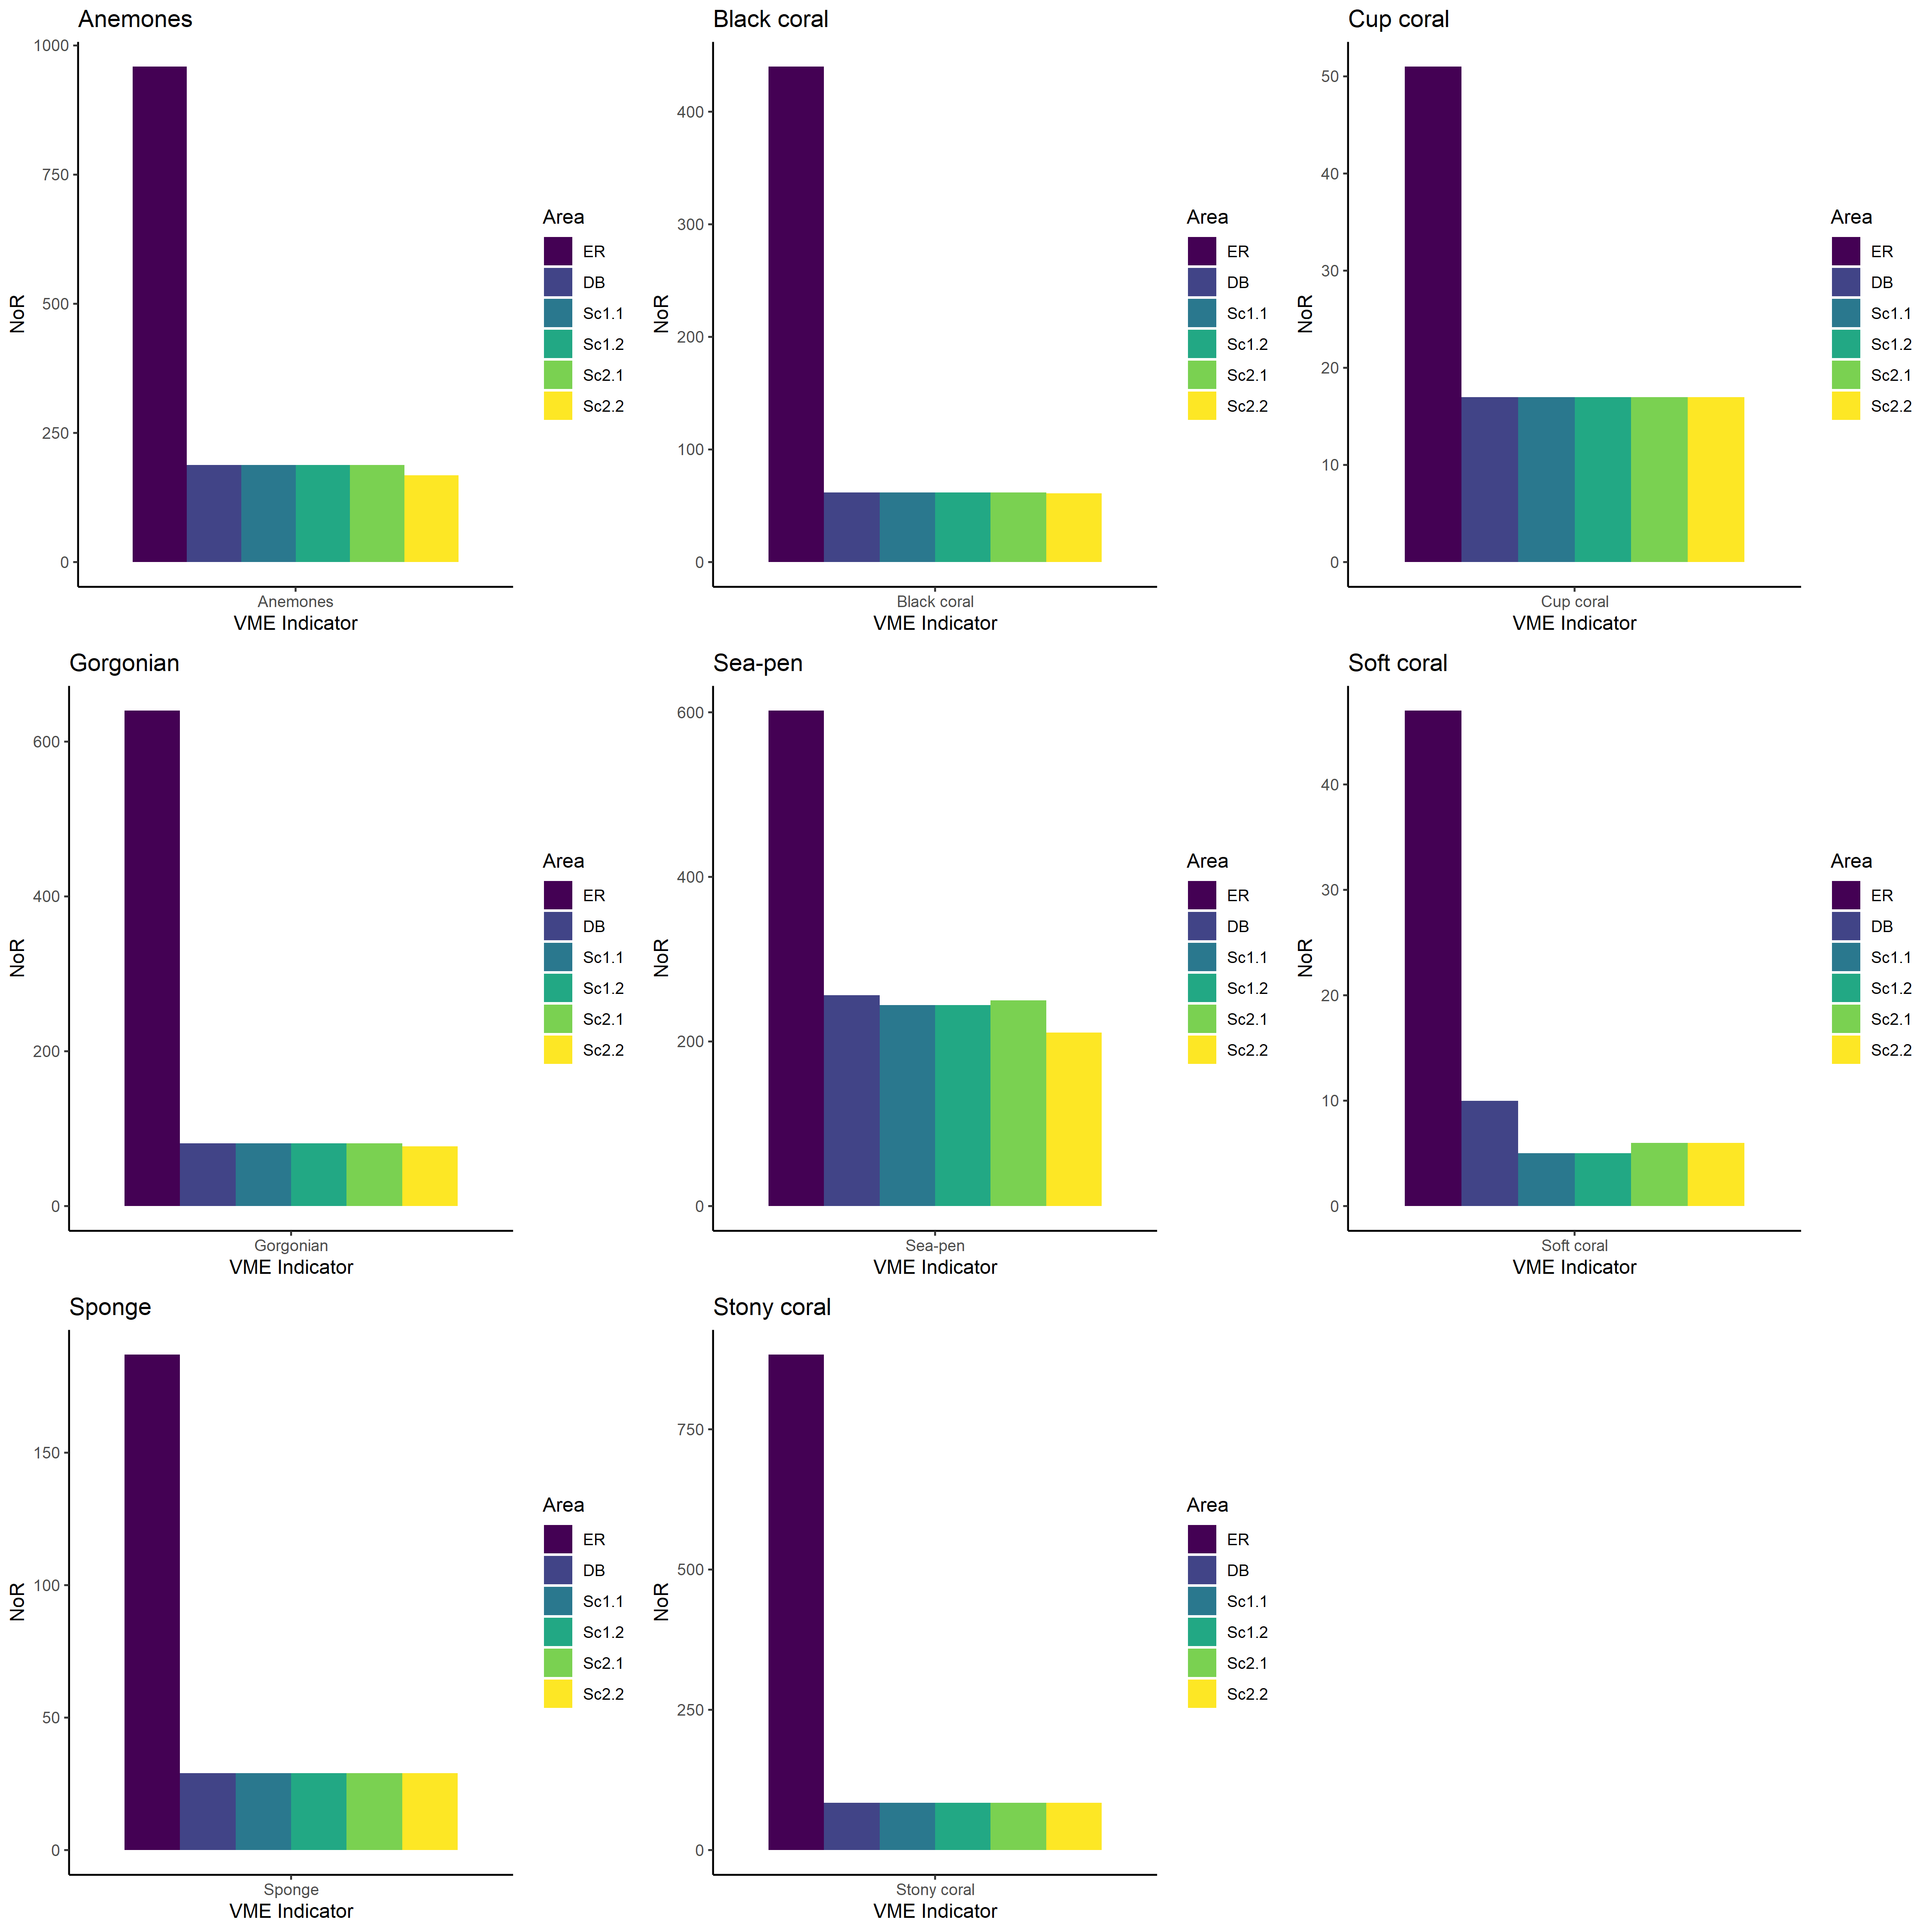 Anemones
1000
750
500
250
0
NoR
Anemones
VME Indicator
Area
ER
DB
Sc1.1
Sc1.2
Sc2.1
Sc2.2
Black coral
400
300
200
100
0
NoR
Black coral
VME Indicator
Area
ER
DB
Sc1.1
Sc1.2
Sc2.1
Sc2.2
Cup coral
50
40
30
20
10
0
NoR
Cup coral
VME Indicator
Area
ER
DB
Sc1.1
Sc1.2
Sc2.1
Sc2.2
Gorgonian
600
400
200
0
NoR
Gorgonian
VME Indicator
Area
ER
DB
Sc1.1
Sc1.2
Sc2.1
Sc2.2
Sea-pen
600
400
200
0
NoR
Sea-pen
VME Indicator
Area
ER
DB
Sc1.1
Sc1.2
Sc2.1
Sc2.2
Soft coral
40
30
20
10
0
NoR
Soft coral
VME Indicator
Area
ER
DB
Sc1.1
Sc1.2
Sc2.1
Sc2.2
Sponge
150
100
50
0
NoR
Sponge
VME Indicator
Area
ER
DB
Sc1.1
Sc1.2
Sc2.1
Sc2.2
Stony coral
750
500
250
0
NoR
Stony coral
VME Indicator
Area
ER
DB
Sc1.1
Sc1.2
Sc2.1
Sc2.2